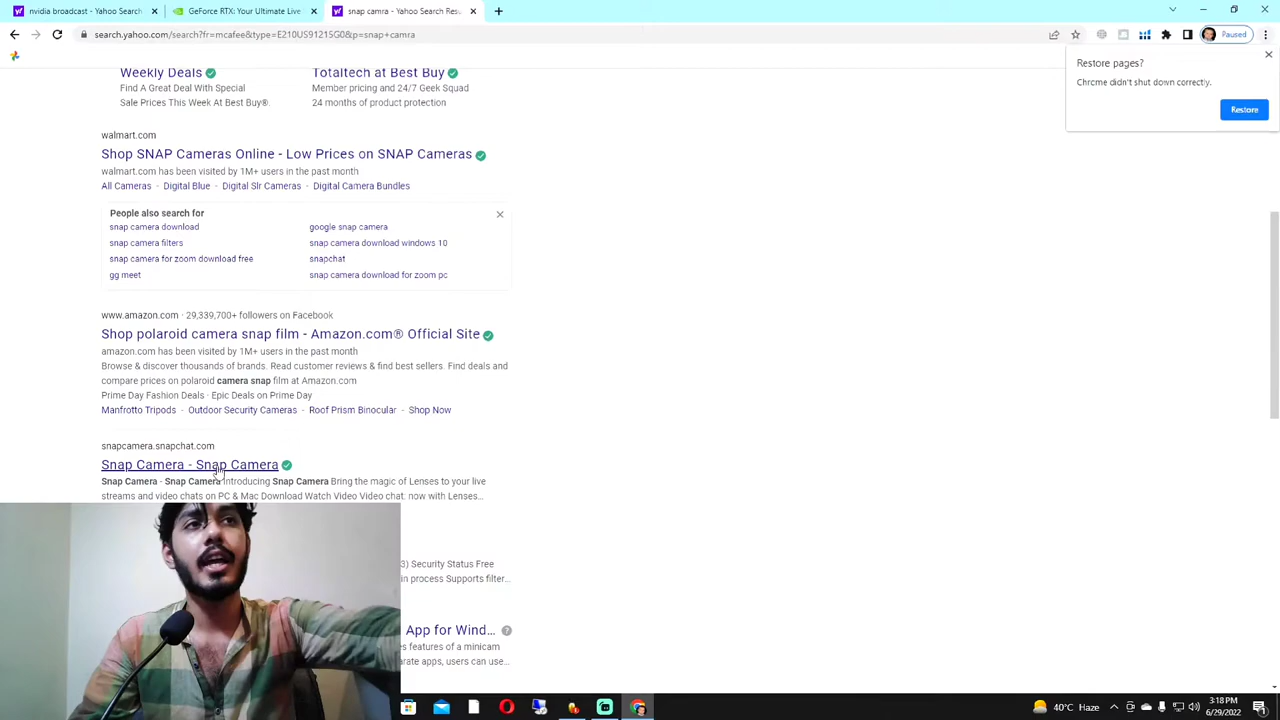 nvidia broadcast - Yahoo Search Re
GeForce RTX: Your Ultimate Live
snap camra - Yahoo Search Resu
search.yahoo.com/search?fr=mcafee&type=E210US91215G0&p=snap+camra
Paused
Restore pages?
Chrome didn't shut down correctly.
Restore
Weekly Deals
Find A Great Deal With Special
Sale Prices This Week At Best Buy®.
Totaltech at Best Buy
Member pricing and 24/7 Geek Squad
24 months of product protection
walmart.com
Shop SNAP Cameras Online - Low Prices on SNAP Cameras
walmart.com has been visited by 1M+ users in the past month
All Cameras · Digital Blue · Digital Slr Cameras · Digital Camera Bundles
People also search for
snap camera download
google snap camera
snap camera filters
snap camera download windows 10
snap camera for zoom download free
snapchat
gg meet
snap camera download for zoom pc
www.amazon.com · 29,339,700+ followers on Facebook
Shop polaroid camera snap film - Amazon.com® Official Site
amazon.com has been visited by 1M+ users in the past month
Browse & discover thousands of brands. Read customer reviews & find best sellers. Find deals and
compare prices on polaroid camera snap film at Amazon.com
Prime Day Fashion Deals · Epic Deals on Prime Day
Manfrotto Tripods · Outdoor Security Cameras · Roof Prism Binocular · Shop Now
snapcamera.snapchat.com
Snap Camera - Snap Camera
Snap Camera - Snap Camera Introducing Snap Camera Bring the magic of Lenses to your live
streams and video chats on PC & Mac Download Watch Video Video chat. now with Lenses...
3) Security Status Free
in process Supports filter...
App for Wind...
es features of a minicam
arate apps, users can use...
40°C Haze
3:18 PM
6/29/2022